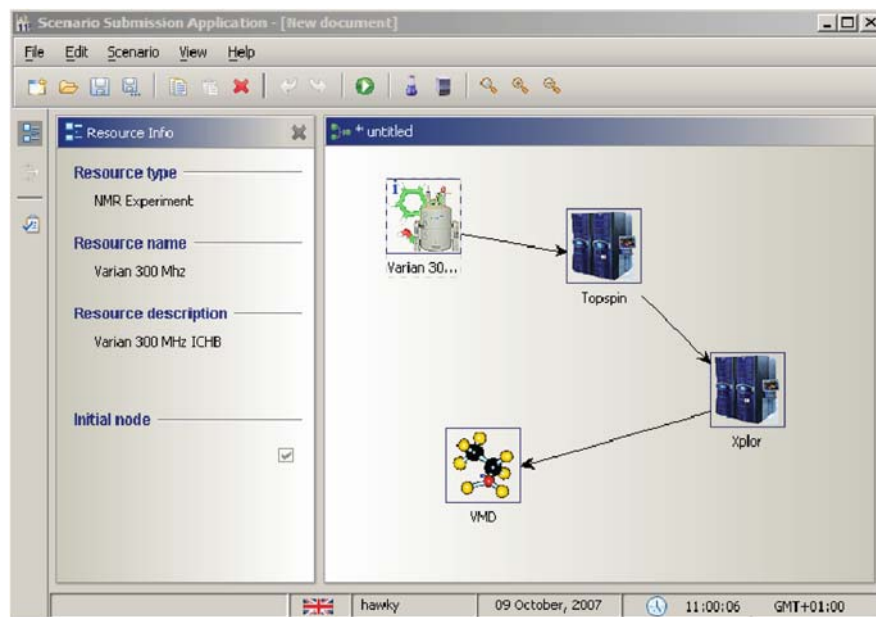 Scenario Submission Application - [New document]
File Edit Scenario View Help
Resource Info
Resource type
NMR Experiment
Resource name
Varian 300 Mhz
Resource description
Varian 300 MHz ICHB
Initial node
* untitled
Varian 30...
Topspin
Xplor
VMD
hawky 09 October, 2007 11:00:06 GMT+01:00